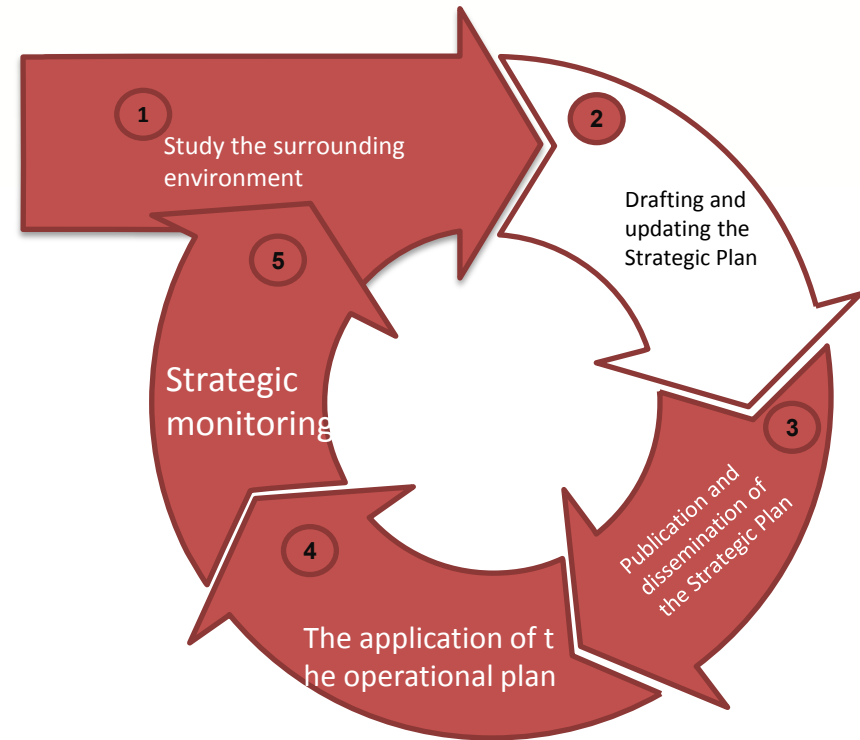 1
Study the surrounding
environment
2
Drafting and
updating the
Strategic Plan
3
Publication and
dissemination of
the Strategic Plan
4
The application of t
he operational plan
5
Strategic
monitoring